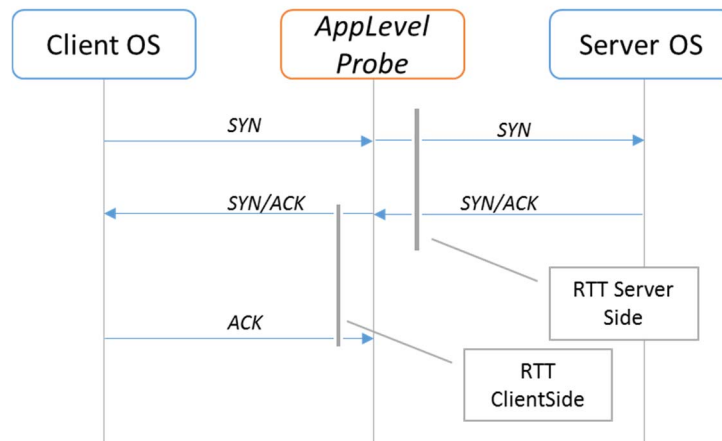 Client OS
AppLevel
Probe
Server OS
SYN
SYN
SYN/ACK
SYN/ACK
RTT Server
Side
ACK
RTT
ClientSide